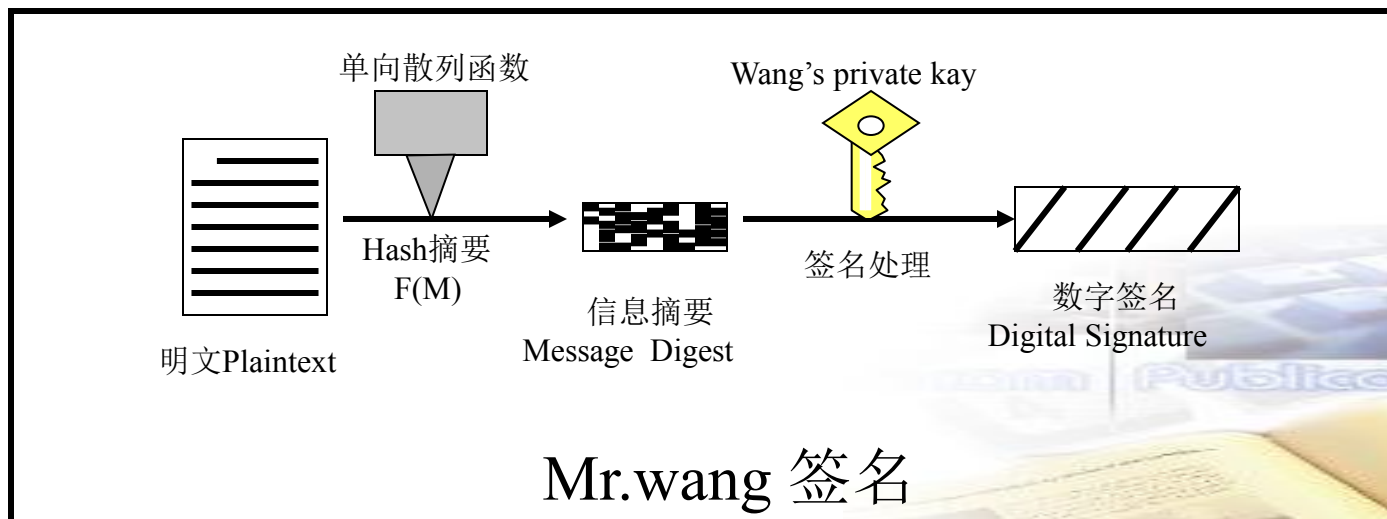 单向散列函数
Wang's private kay
Hash摘要
F(M)
签名处理
信息摘要
Message Digest
数字签名
Digital Signature
明文Plaintext
Publico
Mr.wang 签名